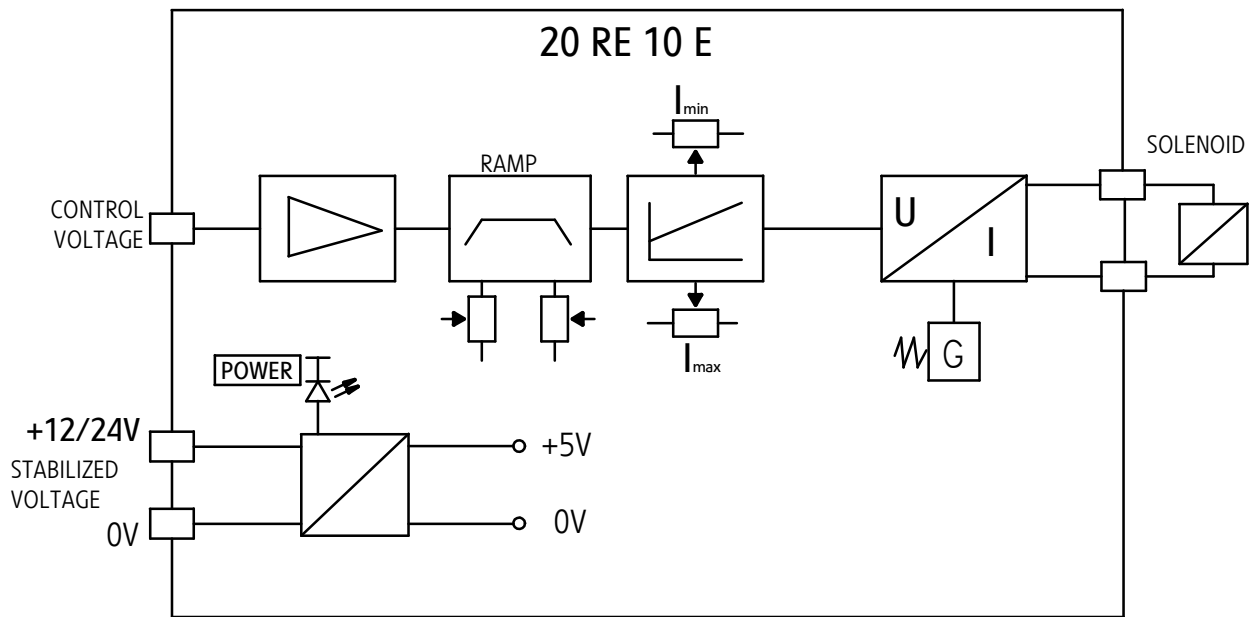 20 RE 10 E
Imin
SOLENOID
RAMP
CONTROL
VOLTAGE
U
I
G
Imax
POWER
+12/24V
+5V
STABILIZED
VOLTAGE
0V
0V